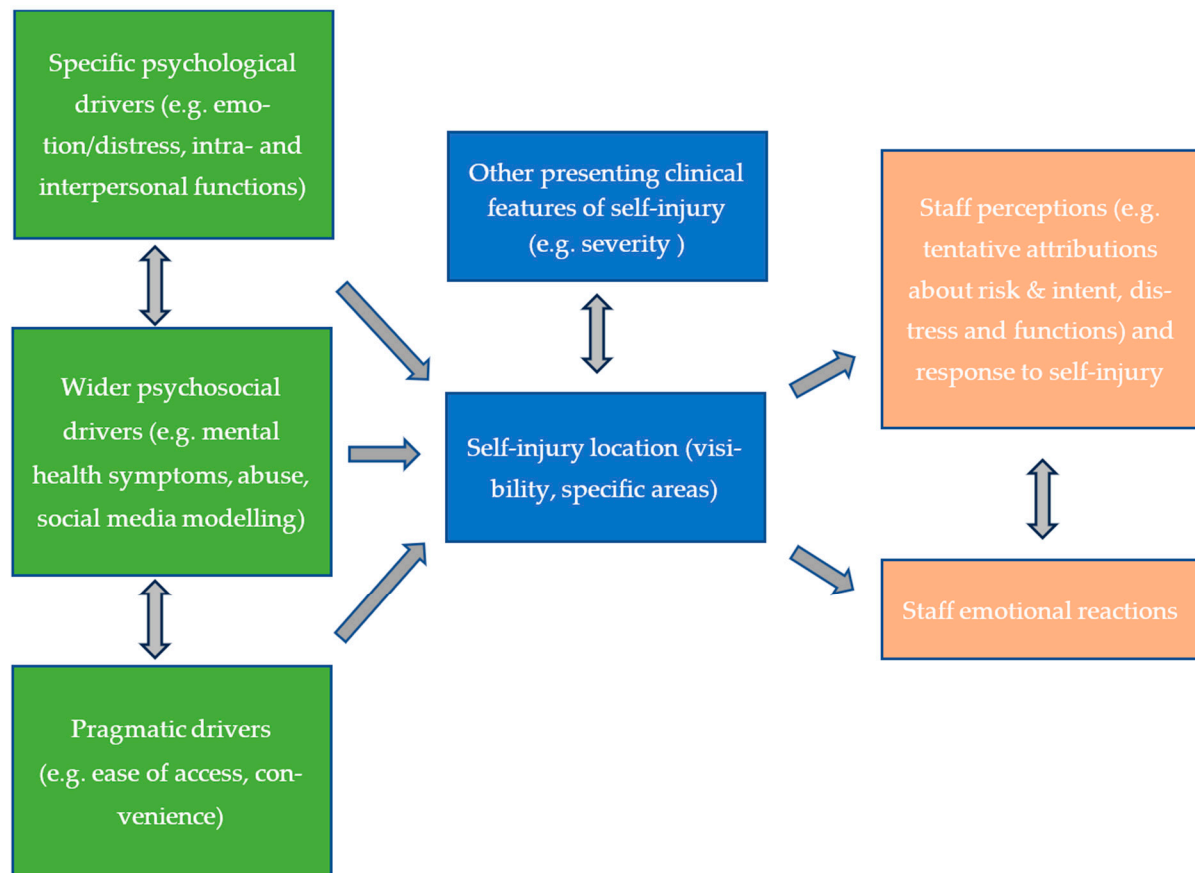 Specific psychological
drivers (e.g. emo-
tion/distress, intra- and
interpersonal functions)
Wider psychosocial
drivers (e.g. mental
health symptoms, abuse,
social media modelling)
Pragmatic drivers
(e.g. ease of access, con-
venience)
Other presenting clinical
features of self-injury
(e.g. severity )
Self-injury location (visi-
bility, specific areas)
Staff perceptions (e.g.
tentative attributions
about risk & intent, dis-
tress and functions) and
response to self-injury
Staff emotional reactions